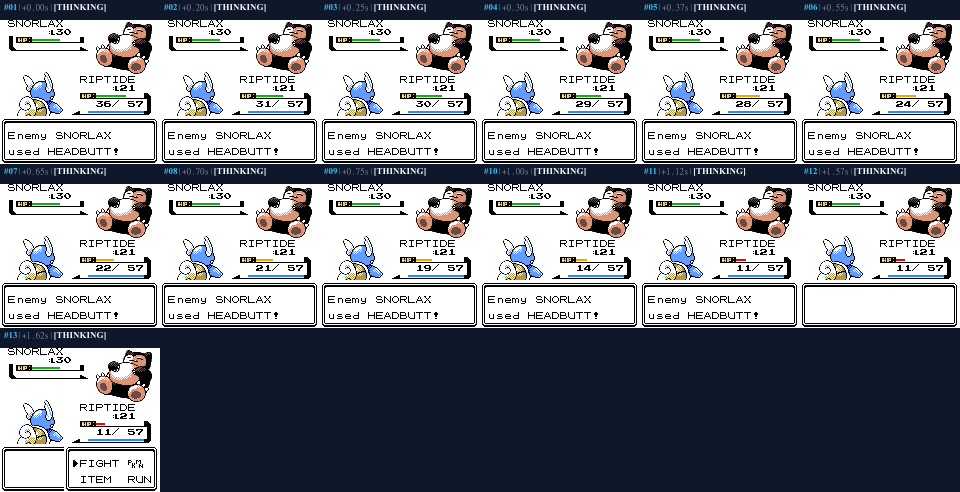 #01|+0.00s|[THINKING]
SNORLAX
:L30
HP:
RIPTIDE
:L21
HP:
36/ 57
Enemy SNORLAX
used HEADBUTT!
#02|+0.20s|[THINKING]
SNORLAX
:L30
HP:
RIPTIDE
:L21
HP:
31/ 57
Enemy SNORLAX
used HEADBUTT!
#03|+0.25s|[THINKING]
SNORLAX
:L30
HP:
RIPTIDE
:L21
HP:
30/ 57
Enemy SNORLAX
used HEADBUTT!
#04|+0.30s|[THINKING]
SNORLAX
:L30
HP:
RIPTIDE
:L21
HP:
29/ 57
Enemy SNORLAX
used HEADBUTT!
#05|+0.37s|[THINKING]
SNORLAX
:L30
HP:
RIPTIDE
:L21
HP:
28/ 57
Enemy SNORLAX
used HEADBUTT!
#06|+0.55s|[THINKING]
SNORLAX
:L30
HP:
RIPTIDE
:L21
HP:
24/ 57
Enemy SNORLAX
used HEADBUTT!
#07|+0.65s|[THINKING]
SNORLAX
:L30
HP:
RIPTIDE
:L21
HP:
22/ 57
Enemy SNORLAX
used HEADBUTT!
#08|+0.70s|[THINKING]
SNORLAX
:L30
HP:
RIPTIDE
:L21
HP:
21/ 57
Enemy SNORLAX
used HEADBUTT!
#09|+0.75s|[THINKING]
SNORLAX
:L30
HP:
RIPTIDE
:L21
HP:
19/ 57
Enemy SNORLAX
used HEADBUTT!
#10|+1.00s|[THINKING]
SNORLAX
:L30
HP:
RIPTIDE
:L21
HP:
14/ 57
Enemy SNORLAX
used HEADBUTT!
#11|+1.12s|[THINKING]
SNORLAX
:L30
HP:
RIPTIDE
:L21
HP:
11/ 57
Enemy SNORLAX
used HEADBUTT!
#12|+1.57s|[THINKING]
SNORLAX
:L30
HP:
RIPTIDE
:L21
HP:
11/ 57
#13|+1.62s|[THINKING]
SNORLAX
:L30
HP:
RIPTIDE
:L21
HP:
11/ 57
▶FIGHT PKMN
ITEM RUN